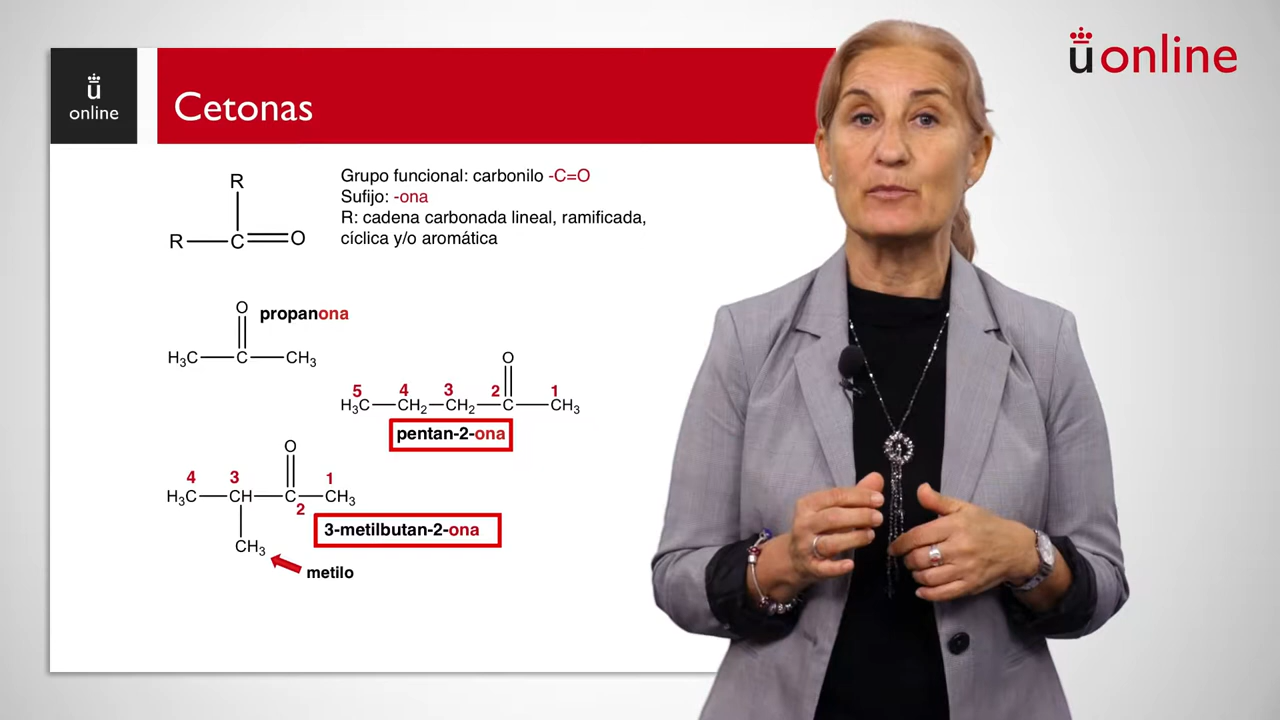 ū online
ū
online
Cetonas
R
R C O
Grupo funcional: carbonilo -C=O
Sufijo: -ona
R: cadena carbonada lineal, ramificada,
cíclica y/o aromática
O
propanona
H₃C C CH₃
O
5 4 3 2 1
H₃C CH₂ CH₂ C CH₃
pentan-2-ona
O
4 3 1
H₃C CH C CH₃
2
3-metilbutan-2-ona
CH₃
metilo